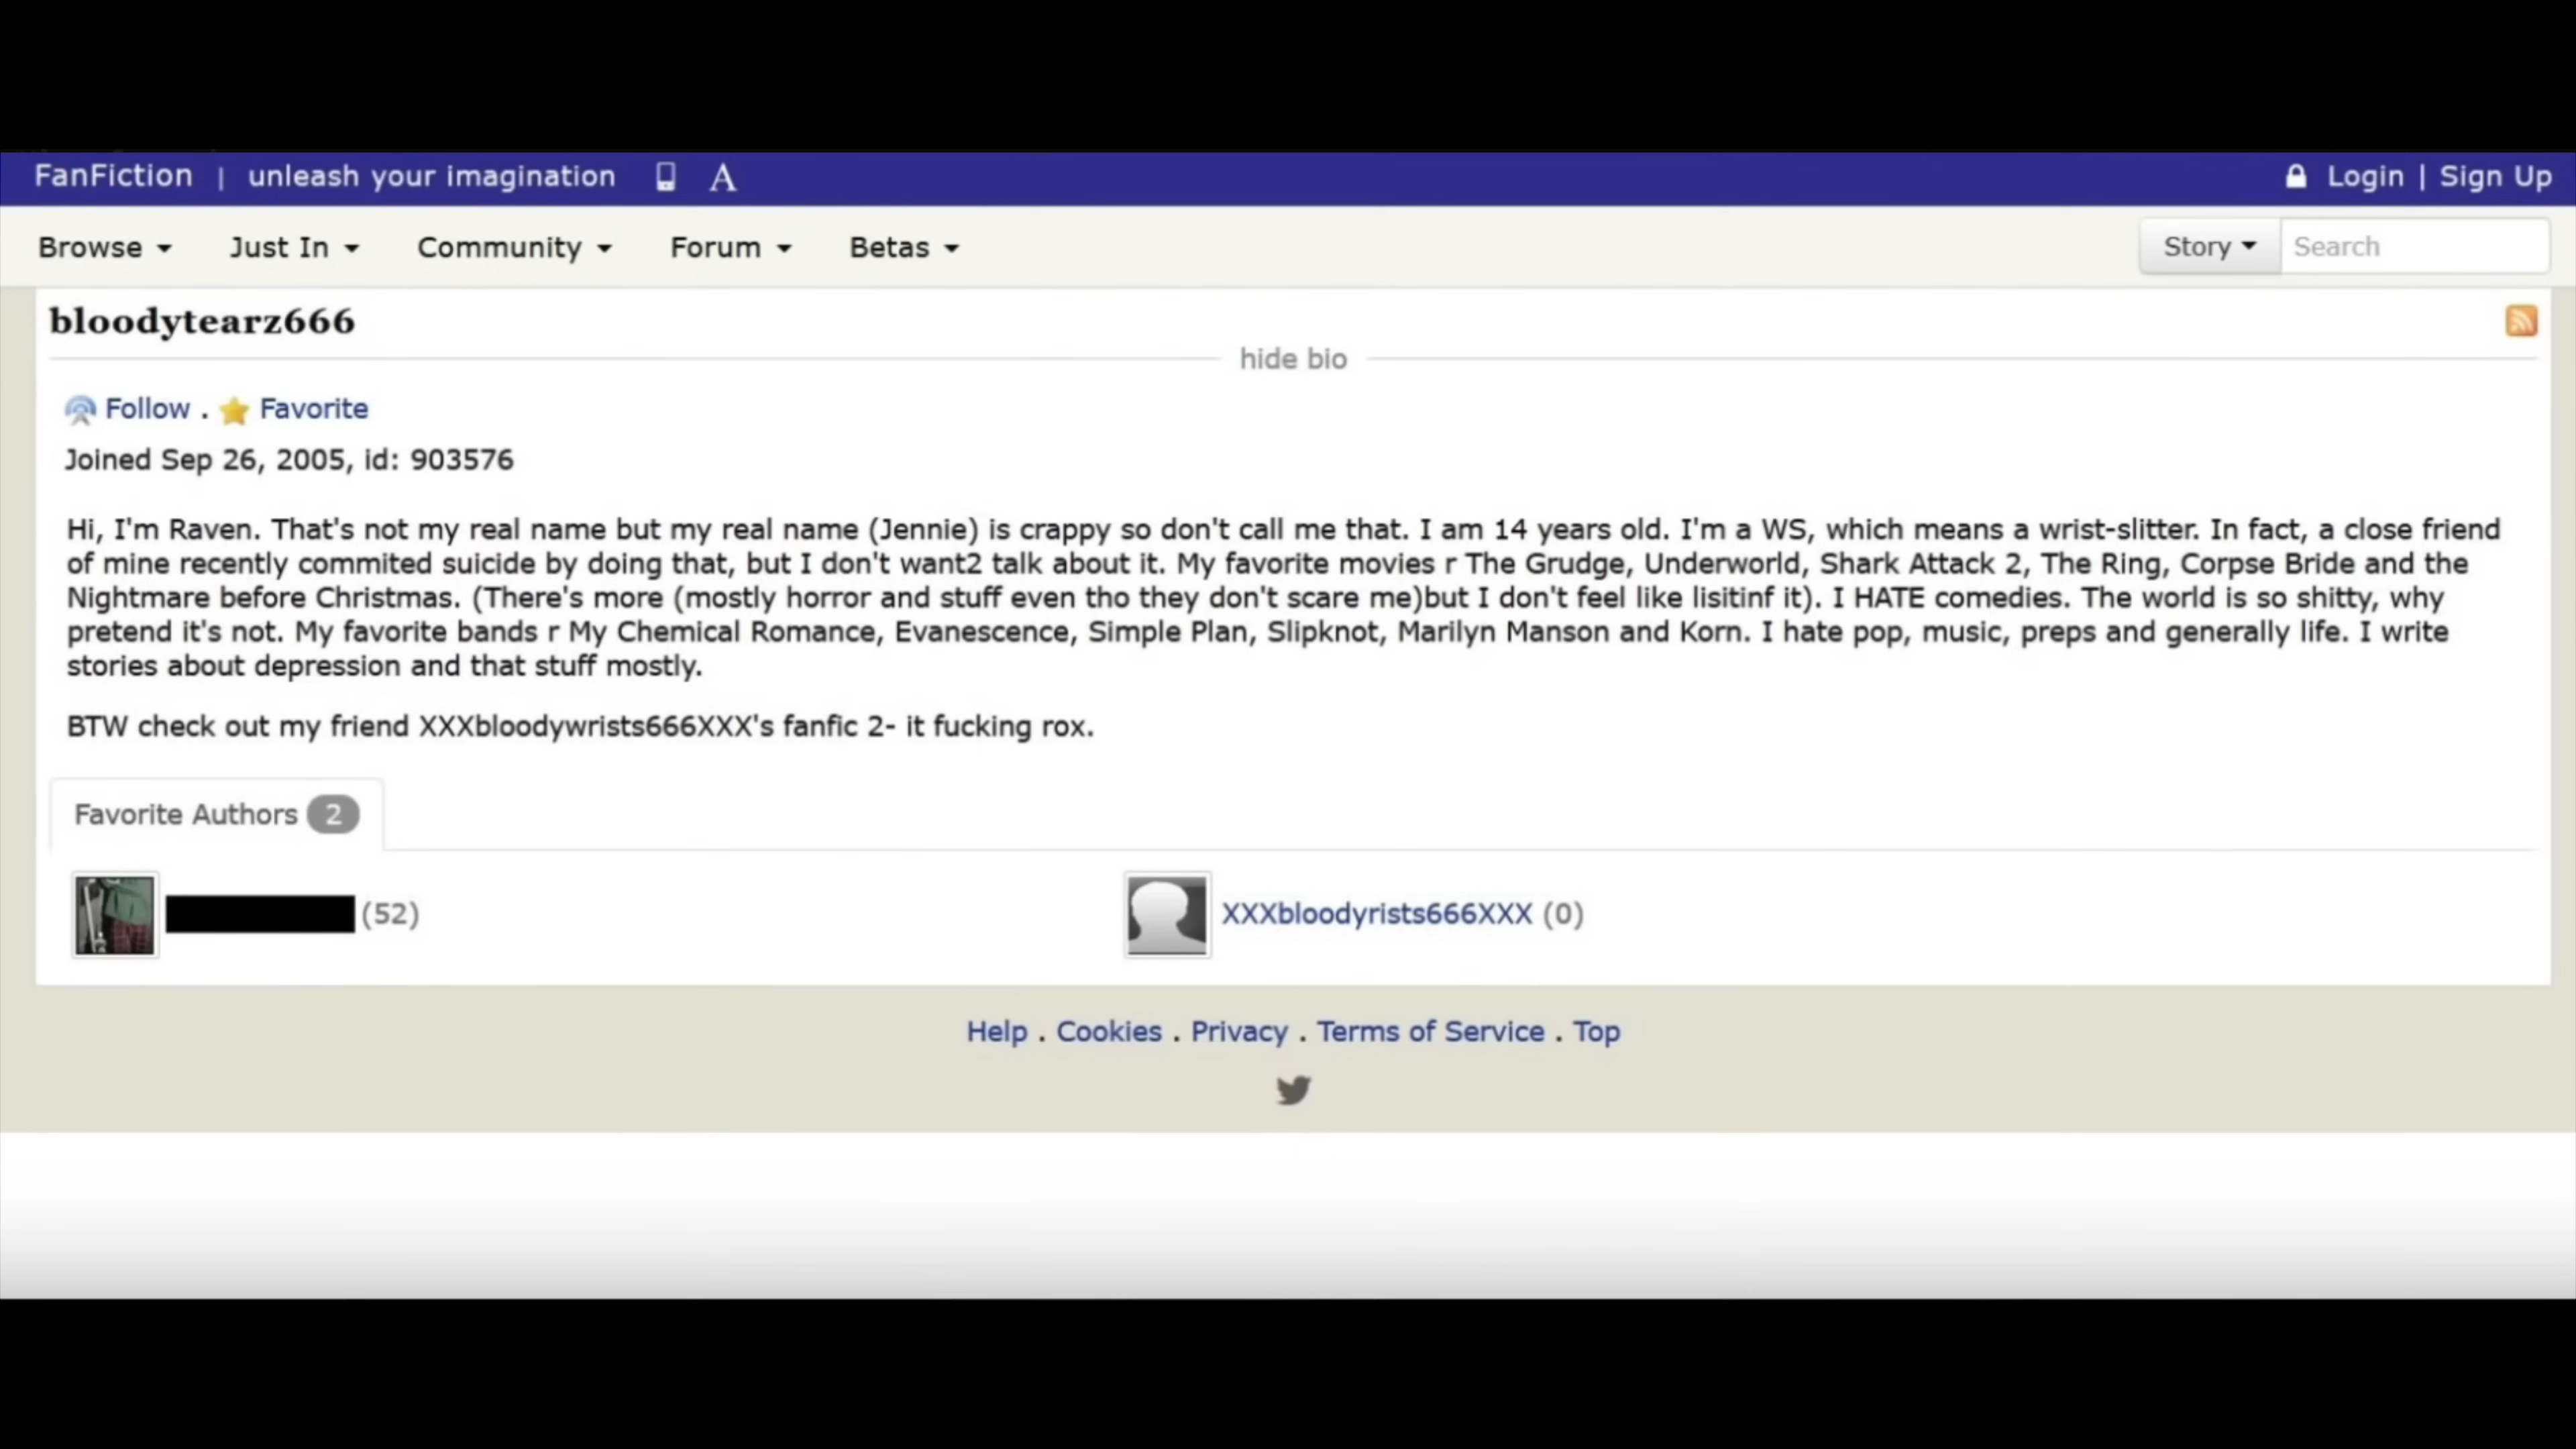 FanFiction | unleash your imagination A Login | Sign Up
Browse Just In Community Forum Betas Story Search
bloodytearz666
hide bio
Follow . Favorite
Joined Sep 26, 2005, id: 903576
Hi, I'm Raven. That's not my real name but my real name (Jennie) is crappy so don't call me that. I am 14 years old. I'm a WS, which means a wrist-slitter. In fact, a close friend
of mine recently commited suicide by doing that, but I don't want2 talk about it. My favorite movies r The Grudge, Underworld, Shark Attack 2, The Ring, Corpse Bride and the
Nightmare before Christmas. (There's more (mostly horror and stuff even tho they don't scare me)but I don't feel like lisitinf it). I HATE comedies. The world is so shitty, why
pretend it's not. My favorite bands r My Chemical Romance, Evanescence, Simple Plan, Slipknot, Marilyn Manson and Korn. I hate pop, music, preps and generally life. I write
stories about depression and that stuff mostly.
BTW check out my friend XXXbloodywrists666XXX's fanfic 2- it fucking rox.
Favorite Authors 2
(52) XXXbloodyrists666XXX (0)
Help . Cookies . Privacy . Terms of Service . Top